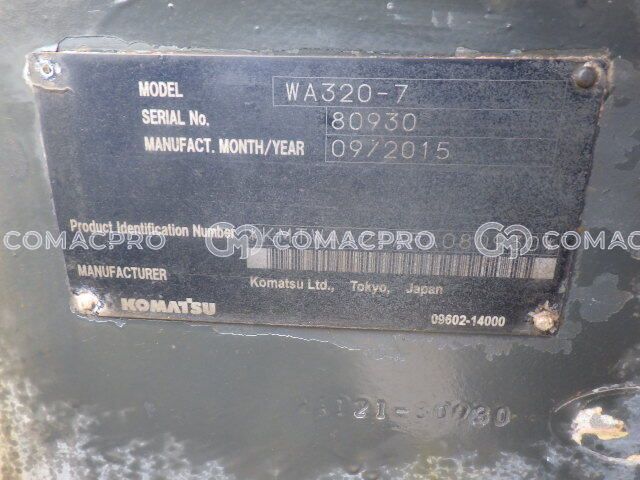 MODEL WA320-7
SERIAL No. 80930
MANUFACT. MONTH/YEAR 09/2015
Product Identification Number
COMACPRO COMACPRO COMACPRO
MANUFACTURER Komatsu Ltd., Tokyo, Japan
KOMATSU 09602-14000